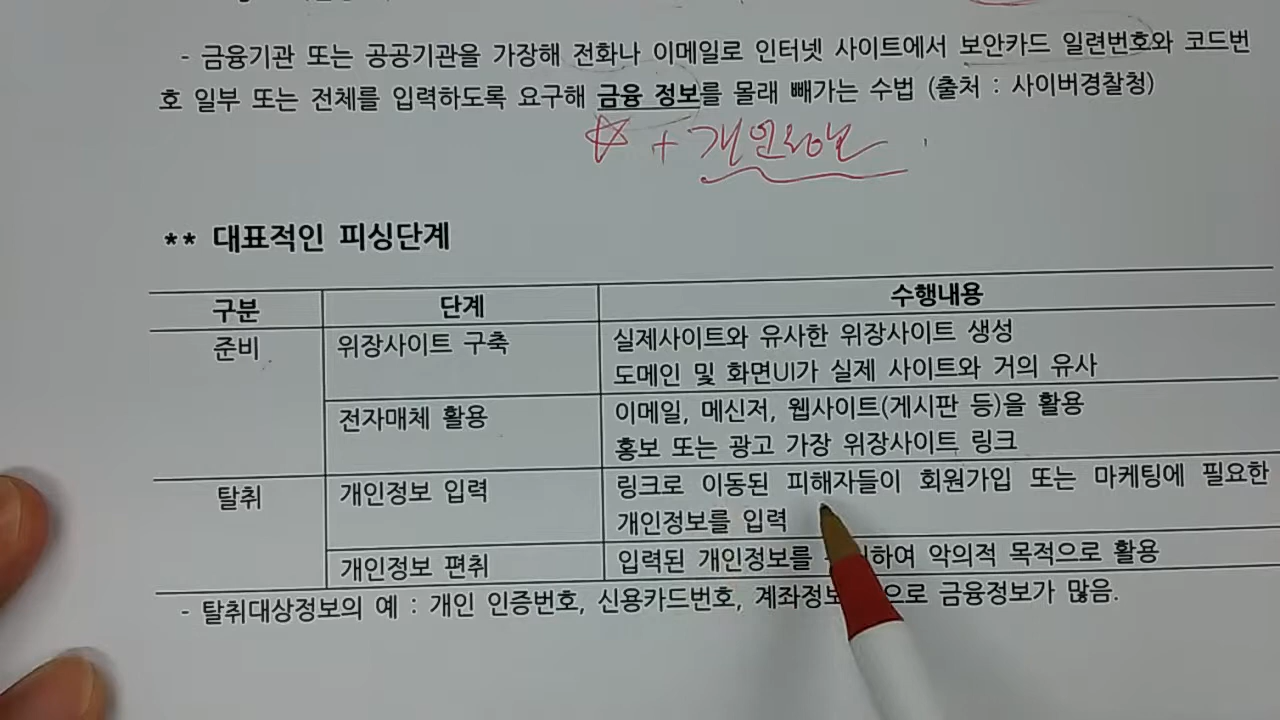 - 금융기관 또는 공공기관을 가장해 전화나 이메일로 인터넷 사이트에서 보안카드 일련번호와 코드번
호 일부 또는 전체를 입력하도록 요구해 금융 정보를 몰래 빼가는 수법 (출처 : 사이버경찰청)
☆ + 개인정보
** 대표적인 피싱단계
구분 단계 수행내용
준비 위장사이트 구축 실제사이트와 유사한 위장사이트 생성
도메인 및 화면UI가 실제 사이트와 거의 유사
전자매체 활용 이메일, 메신저, 웹사이트(게시판 등)을 활용
홍보 또는 광고 가장 위장사이트 링크
탈취 개인정보 입력 링크로 이동된 피해자들이 회원가입 또는 마케팅에 필요한
개인정보를 입력
개인정보 편취 입력된 개인정보를 하여 악의적 목적으로 활용
- 탈취대상정보의 예 : 개인 인증번호, 신용카드번호, 계좌정보 으로 금융정보가 많음.